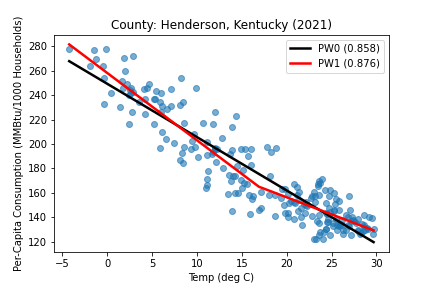 County: Henderson, Kentucky (2021)
Per-Capita Consumption (MMBtu/1000 Households)
280
260
240
220
200
180
160
140
120
PW0 (0.858)
PW1 (0.876)
−5 0 5 10 15 20 25 30
Temp (deg C)